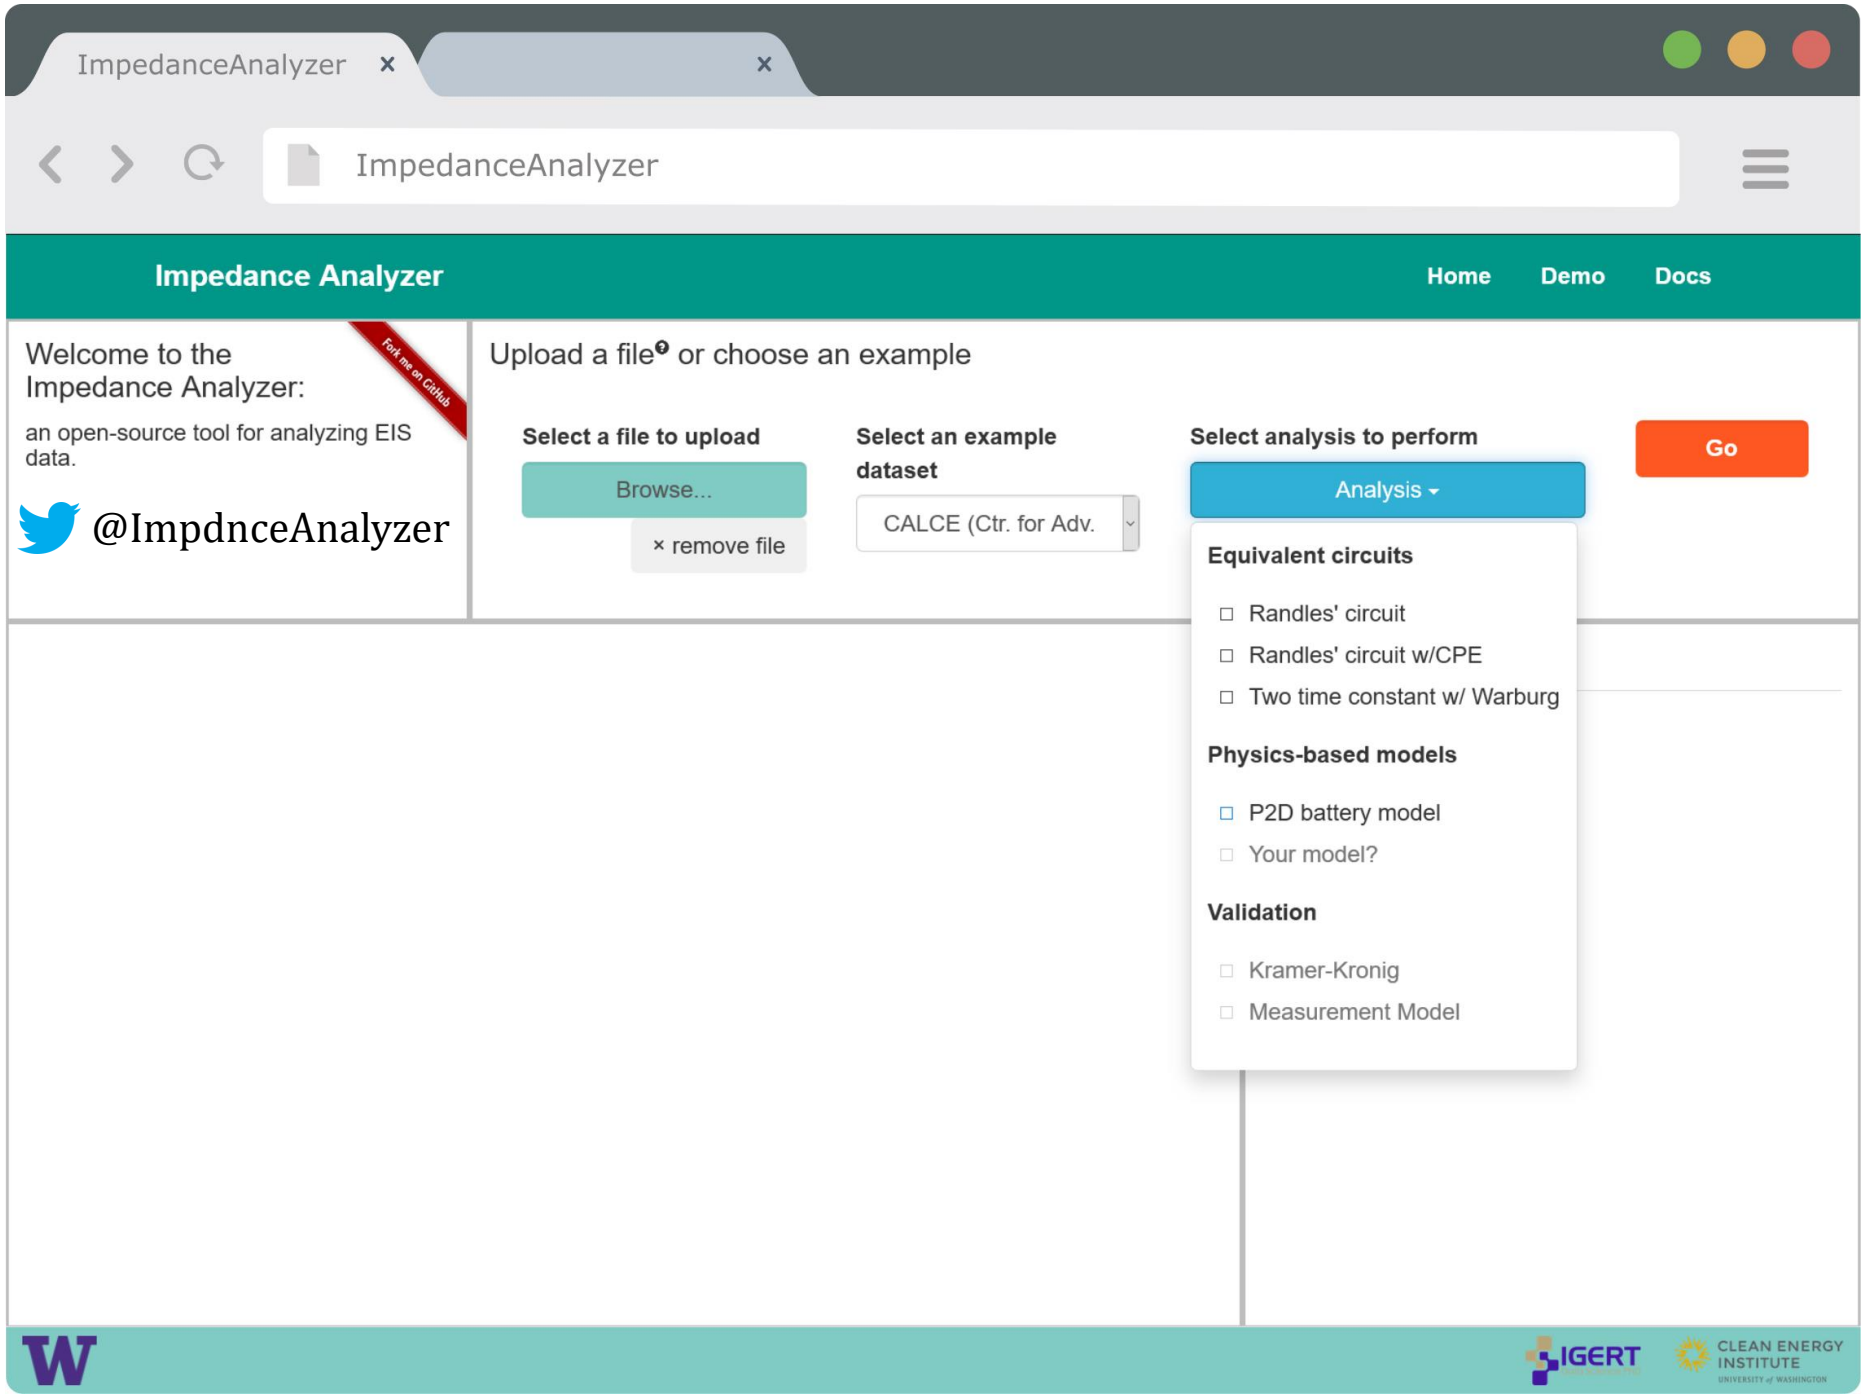 ImpedanceAnalyzer × ×
ImpedanceAnalyzer
Impedance Analyzer Home Demo Docs
Welcome to the
Impedance Analyzer:
Fork me on GitHub
an open-source tool for analyzing EIS
data.
@ImpdnceAnalyzer
Upload a file? or choose an example
Select a file to upload
Browse...
× remove file
Select an example
dataset
CALCE (Ctr. for Adv.
Select analysis to perform
Analysis
Go
Equivalent circuits
Randles' circuit
Randles' circuit w/CPE
Two time constant w/ Warburg
Physics-based models
P2D battery model
Your model?
Validation
Kramer-Kronig
Measurement Model
W
IGERT
CLEAN ENERGY
INSTITUTE
UNIVERSITY of WASHINGTON